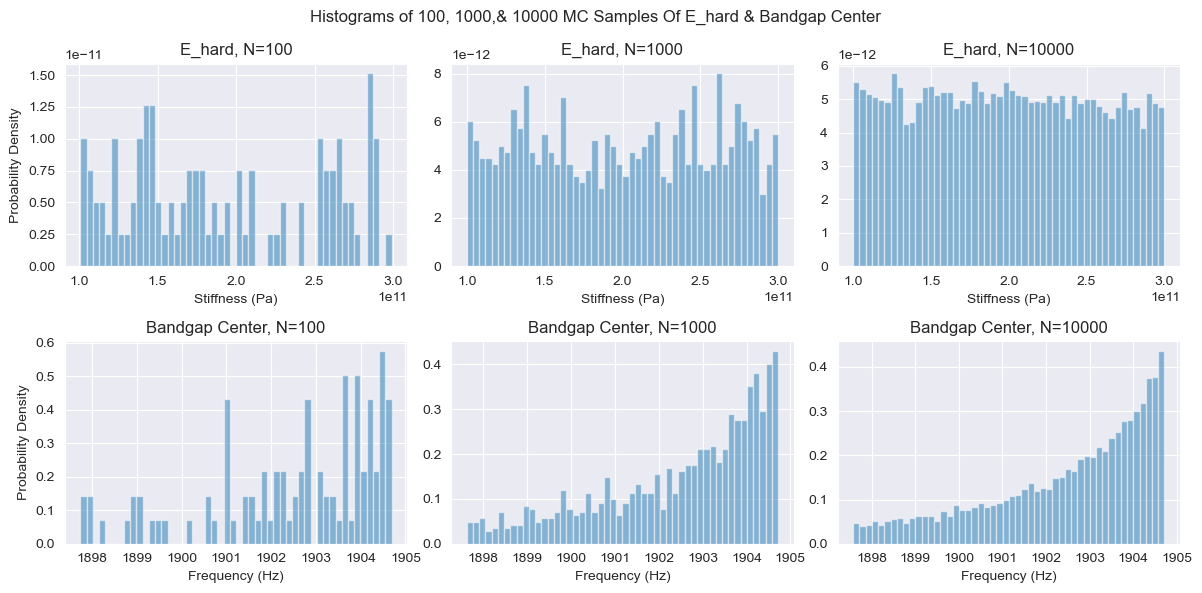 Histograms of 100, 1000,& 10000 MC Samples Of E_hard & Bandgap Center
E_hard, N=100
1e−11
1.50
1.25
1.00
0.75
0.50
0.25
0.00
Probability Density
1.0 1.5 2.0 2.5 3.0
1e11
Stiffness (Pa)
E_hard, N=1000
1e−12
8
6
4
2
0
1.0 1.5 2.0 2.5 3.0
1e11
Stiffness (Pa)
E_hard, N=10000
1e−12
6
5
4
3
2
1
0
1.0 1.5 2.0 2.5 3.0
1e11
Stiffness (Pa)
Bandgap Center, N=100
0.6
0.5
0.4
0.3
0.2
0.1
0.0
Probability Density
1898 1899 1900 1901 1902 1903 1904 1905
Frequency (Hz)
Bandgap Center, N=1000
0.4
0.3
0.2
0.1
0.0
1898 1899 1900 1901 1902 1903 1904 1905
Frequency (Hz)
Bandgap Center, N=10000
0.4
0.3
0.2
0.1
0.0
1898 1899 1900 1901 1902 1903 1904 1905
Frequency (Hz)